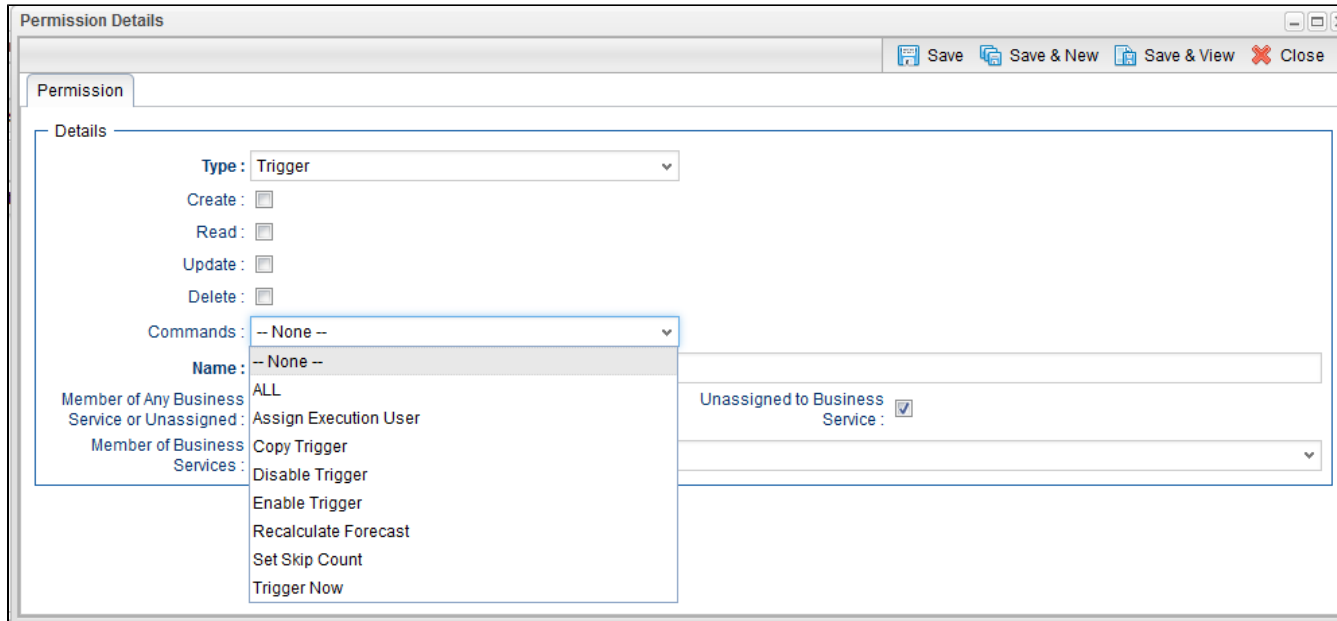 Permission Details
Save Save & New Save & View Close
Permission
Details
Type : Trigger
Create :
Read :
Update :
Delete :
Commands : -- None --
Name :
-- None --
ALL
Assign Execution User
Copy Trigger
Disable Trigger
Enable Trigger
Recalculate Forecast
Set Skip Count
Trigger Now
Member of Any Business
Service or Unassigned :
Unassigned to Business
Service :
Member of Business
Services :